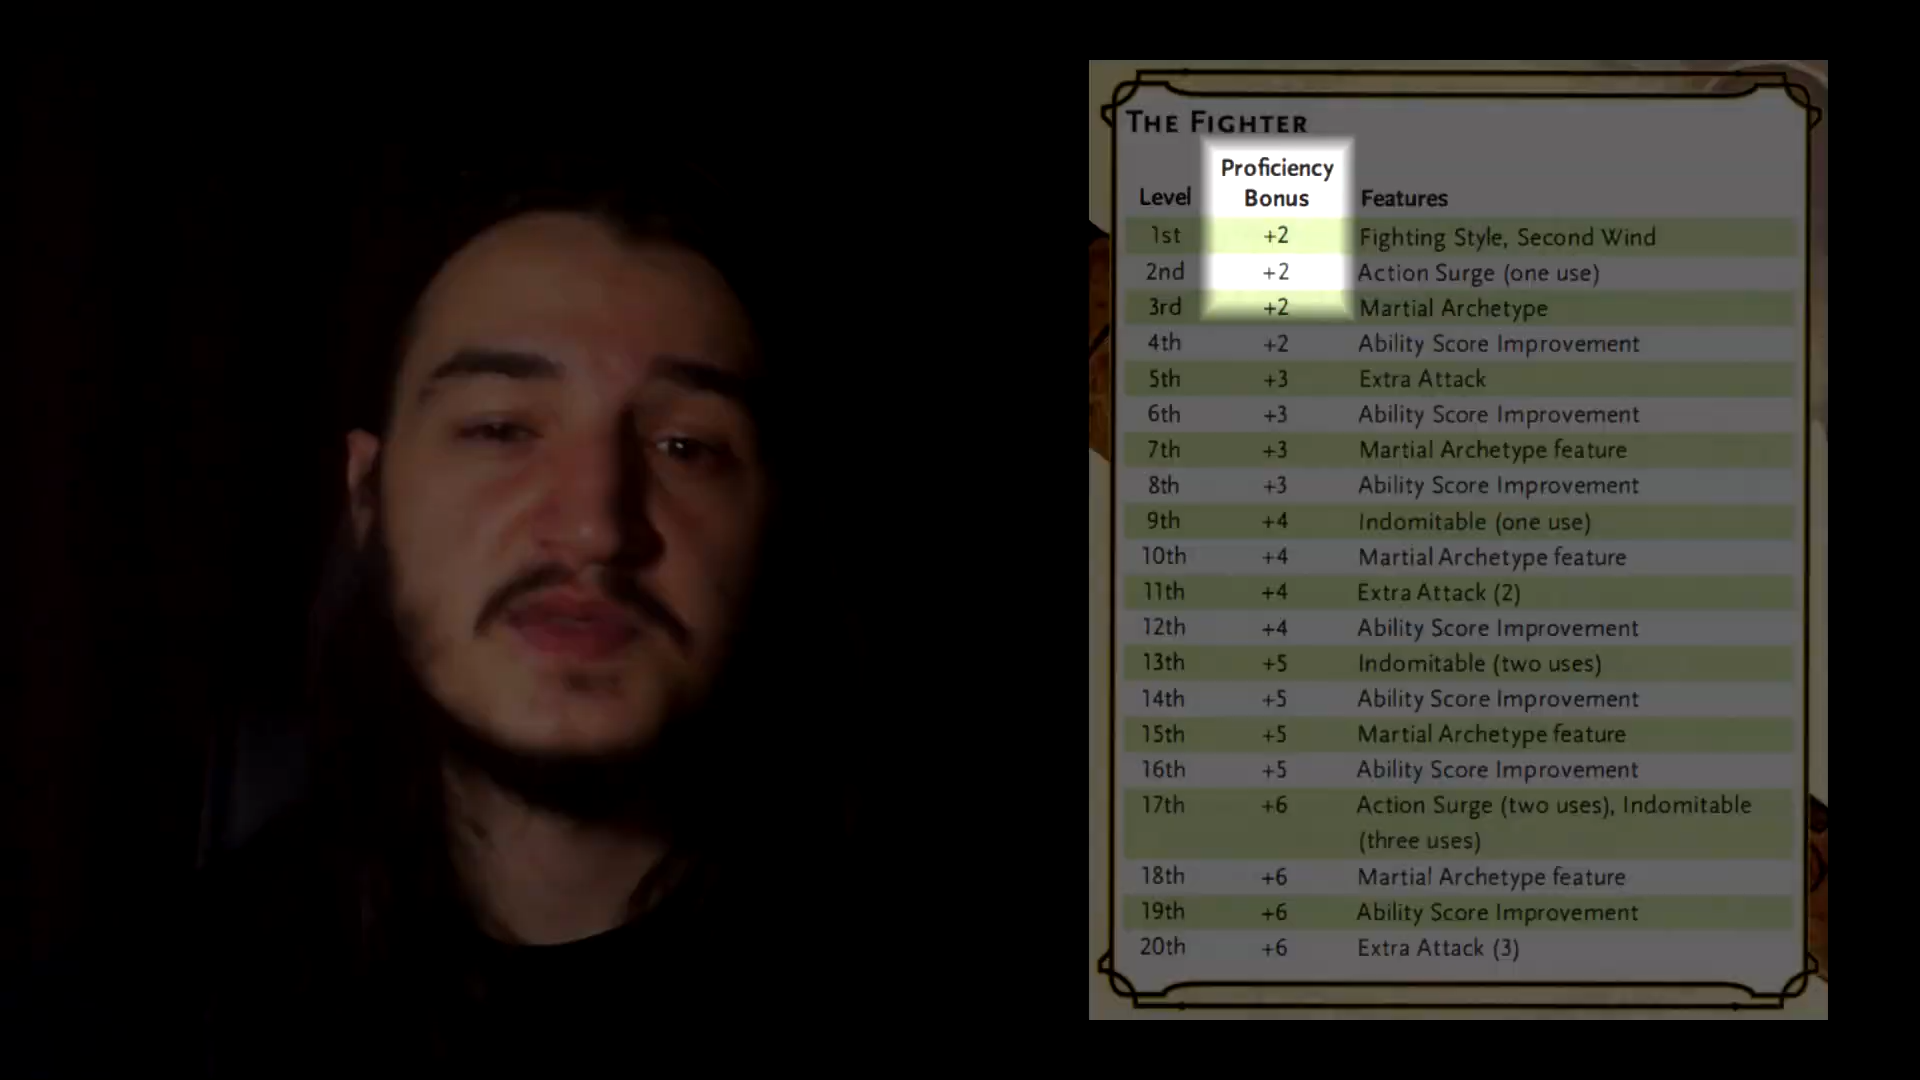 THE FIGHTER
Proficiency
Level Bonus Features
1st +2 Fighting Style, Second Wind
2nd +2 Action Surge (one use)
3rd +2 Martial Archetype
4th +2 Ability Score Improvement
5th +3 Extra Attack
6th +3 Ability Score Improvement
7th +3 Martial Archetype feature
8th +3 Ability Score Improvement
9th +4 Indomitable (one use)
10th +4 Martial Archetype feature
11th +4 Extra Attack (2)
12th +4 Ability Score Improvement
13th +5 Indomitable (two uses)
14th +5 Ability Score Improvement
15th +5 Martial Archetype feature
16th +5 Ability Score Improvement
17th +6 Action Surge (two uses), Indomitable
(three uses)
18th +6 Martial Archetype feature
19th +6 Ability Score Improvement
20th +6 Extra Attack (3)